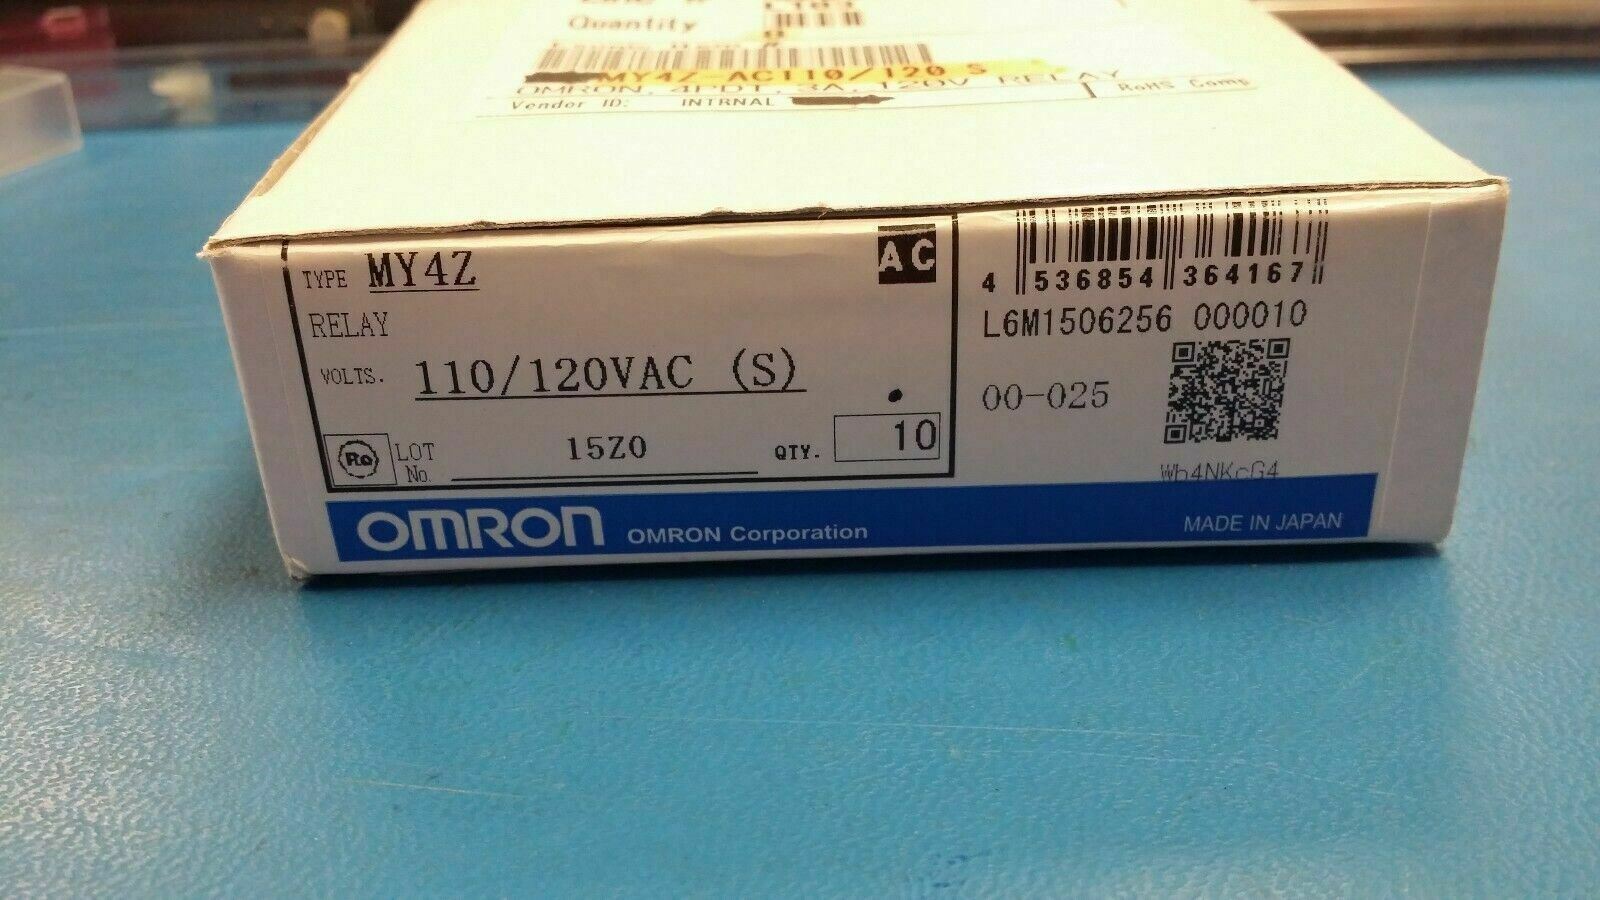 Quantity
MY4Z-AC110/120 S
OMRON, 4PDT, 3A, 120V RELAY
Vendor ID: INTRNAL
RoHS Comp
TYPE MY4Z
AC
RELAY
VOLTS. 110/120VAC (S)
LOT No. 15Z0
QTY. 10
4 536854 364167
L6M1506256 000010
00-025
Wb4NKcG4
OMRON OMRON Corporation
MADE IN JAPAN